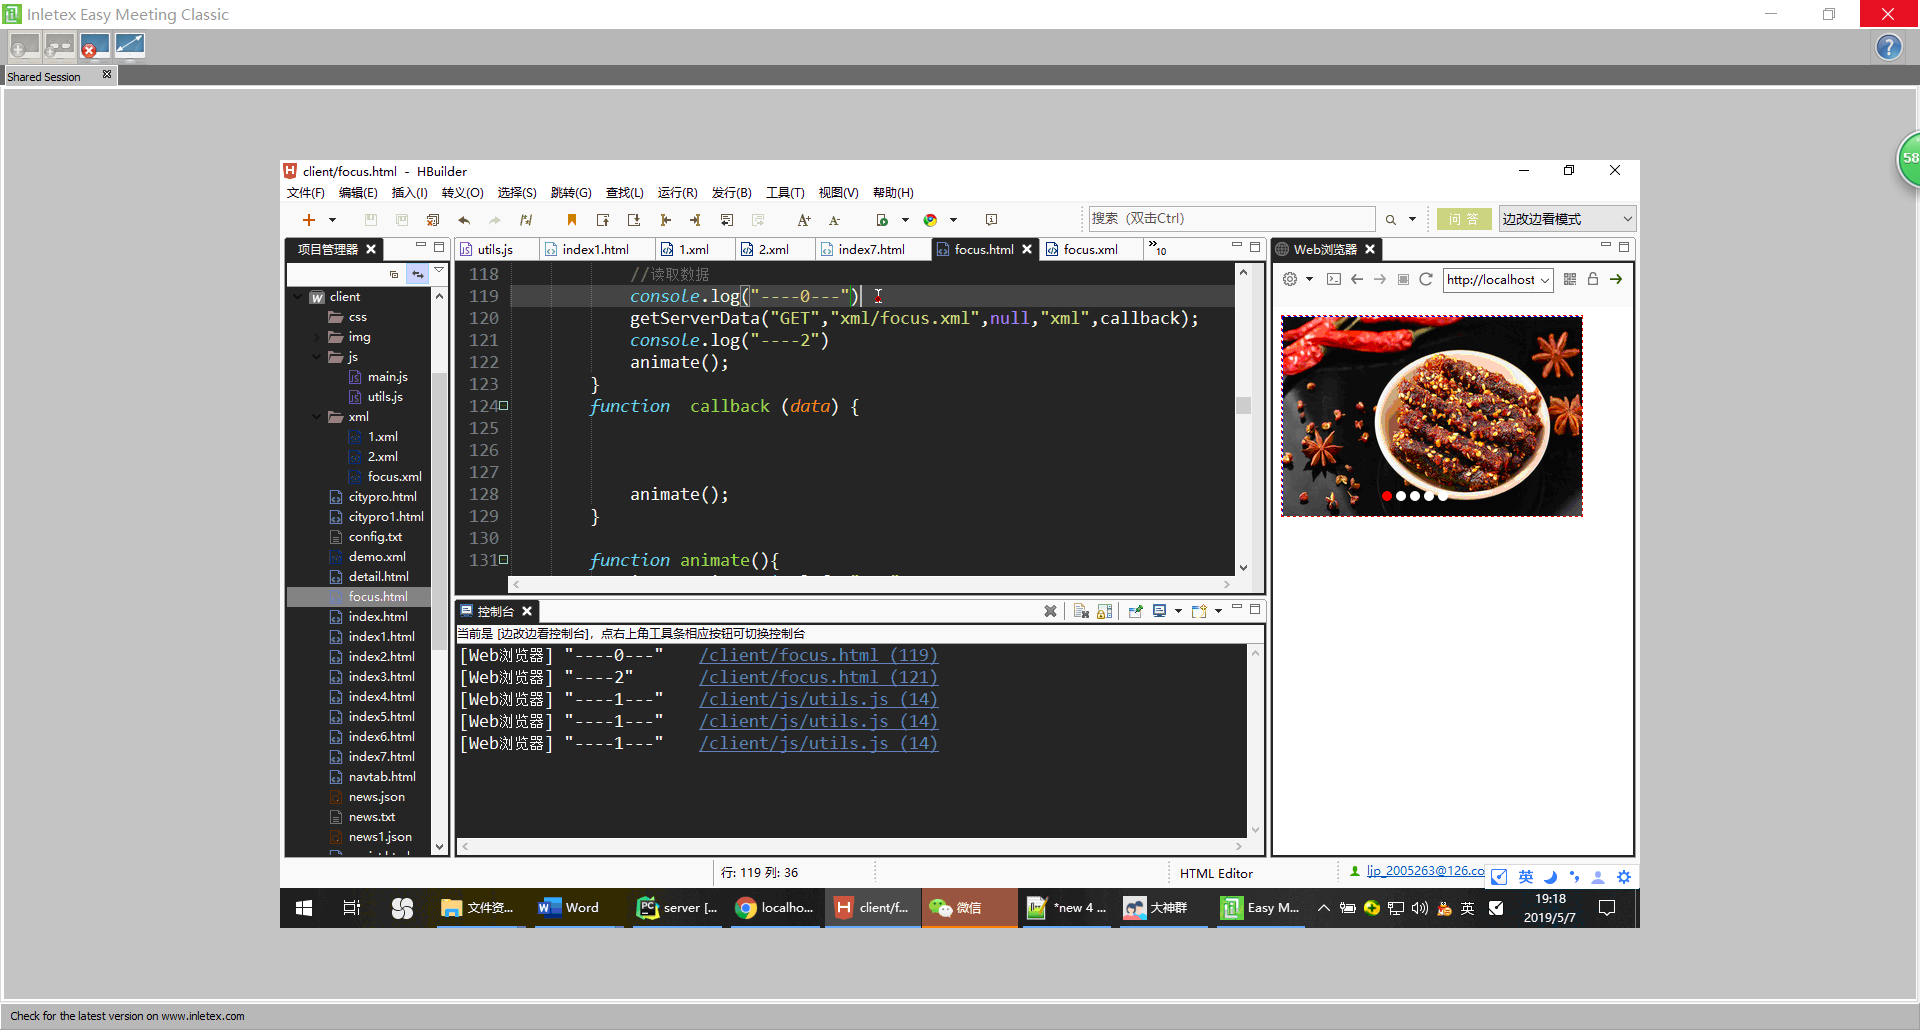 Inletex Easy Meeting Classic
Shared Session
58
client/focus.html - HBuilder
文件(F) 编辑(E) 插入(I) 转义(O) 选择(S) 跳转(G) 查找(L) 运行(R) 发行(B) 工具(T) 视图(V) 帮助(H)
搜索（双击Ctrl） 问 答 边改边看模式
项目管理器
utils.js index1.html 1.xml 2.xml index7.html focus.html focus.xml 10
Web浏览器
http://localhost
client
css
img
js
main.js
utils.js
xml
1.xml
2.xml
focus.xml
citypro.html
citypro1.html
config.txt
demo.xml
detail.html
focus.html
index.html
index1.html
index2.html
index3.html
index4.html
index5.html
index6.html
index7.html
navtab.html
news.json
news.txt
news1.json
118 //读取数据
119 console.log("----0---")
120 getServerData("GET","xml/focus.xml",null,"xml",callback);
121 console.log("----2")
122 animate();
123 }
124 function callback (data) {
125
126
127
128 animate();
129 }
130
131 function animate(){
控制台
当前是 [边改边看控制台]，点右上角工具条相应按钮可切换控制台
[Web浏览器] "----0---" /client/focus.html (119)
[Web浏览器] "----2" /client/focus.html (121)
[Web浏览器] "----1---" /client/js/utils.js (14)
[Web浏览器] "----1---" /client/js/utils.js (14)
[Web浏览器] "----1---" /client/js/utils.js (14)
行: 119 列: 36 HTML Editor ljp_2005263@126.co 英
文件资... Word server [... localho... client/f... 微信 *new 4 ... 大神群 Easy M... 英
19:18
2019/5/7
Check for the latest version on www.inletex.com